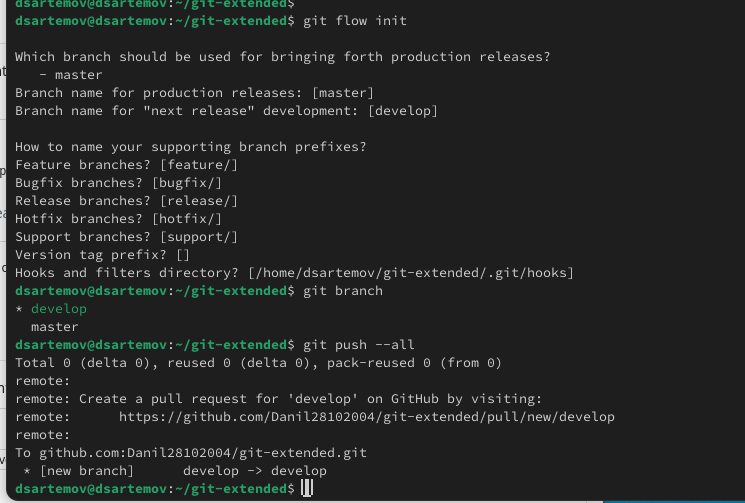 dsartemov@dsartemov:~/git-extended$
dsartemov@dsartemov:~/git-extended$ git flow init
Which branch should be used for bringing forth production releases?
   - master
Branch name for production releases: [master]
Branch name for "next release" development: [develop]
How to name your supporting branch prefixes?
Feature branches? [feature/]
Bugfix branches? [bugfix/]
Release branches? [release/]
Hotfix branches? [hotfix/]
Support branches? [support/]
Version tag prefix? []
Hooks and filters directory? [/home/dsartemov/git-extended/.git/hooks]
dsartemov@dsartemov:~/git-extended$ git branch
* develop
  master
dsartemov@dsartemov:~/git-extended$ git push --all
Total 0 (delta 0), reused 0 (delta 0), pack-reused 0 (from 0)
remote:
remote: Create a pull request for 'develop' on GitHub by visiting:
remote:      https://github.com/Danil28102004/git-extended/pull/new/develop
remote:
To github.com:Danil28102004/git-extended.git
 * [new branch]      develop -> develop
dsartemov@dsartemov:~/git-extended$